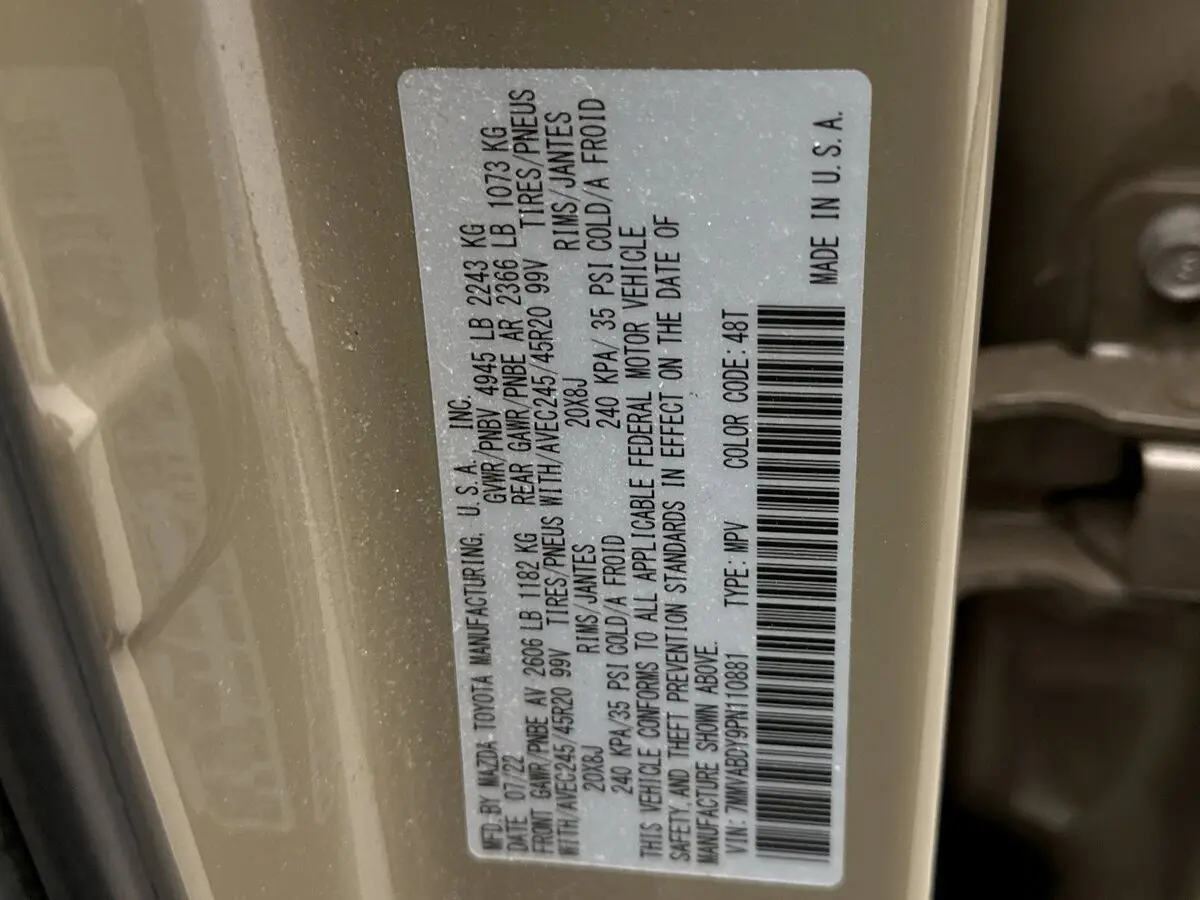 MFD.BY MAZDA TOYOTA MANUFACTURING, U.S.A., INC.
DATE 07/22 GVWR/PNBV 4945 LB 2243 KG
FRONT GAWR/PNBE AV 2606 LB 1182 KG REAR GAWR/PNBE AR 2366 LB 1073 KG
WITH/AVEC245/45R20 99V TIRES/PNEUS WITH/AVEC245/45R20 99V TIRES/PNEUS
20X8J RIMS/JANTES 20X8J RIMS/JANTES
240 KPA/35 PSI COLD/A FROID 240 KPA/ 35 PSI COLD/A FROID
THIS VEHICLE CONFORMS TO ALL APPLICABLE FEDERAL MOTOR VEHICLE
SAFETY,AND THEFT PREVENTION STANDARDS IN EFFECT ON THE DATE OF
MANUFACTURE SHOWN ABOVE.
VIN: 7MMVABDY9PN110881 TYPE: MPV COLOR CODE: 48T
MADE IN U.S.A.